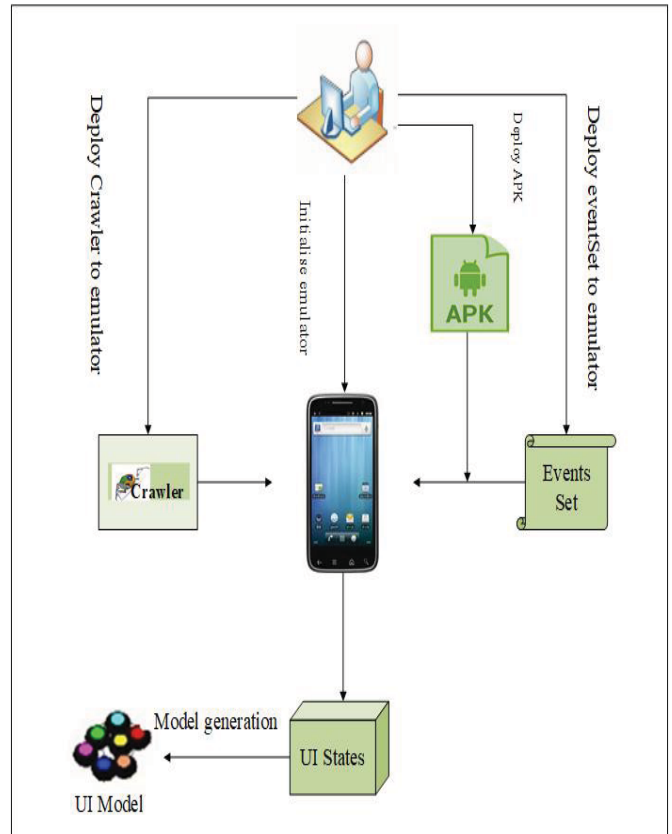 Deploy Crawler to emulator
Initialise emulator
Deploy APK
Deploy eventSet to emulator
APK
Crawler
Events
Set
Model generation
UI States
UI Model